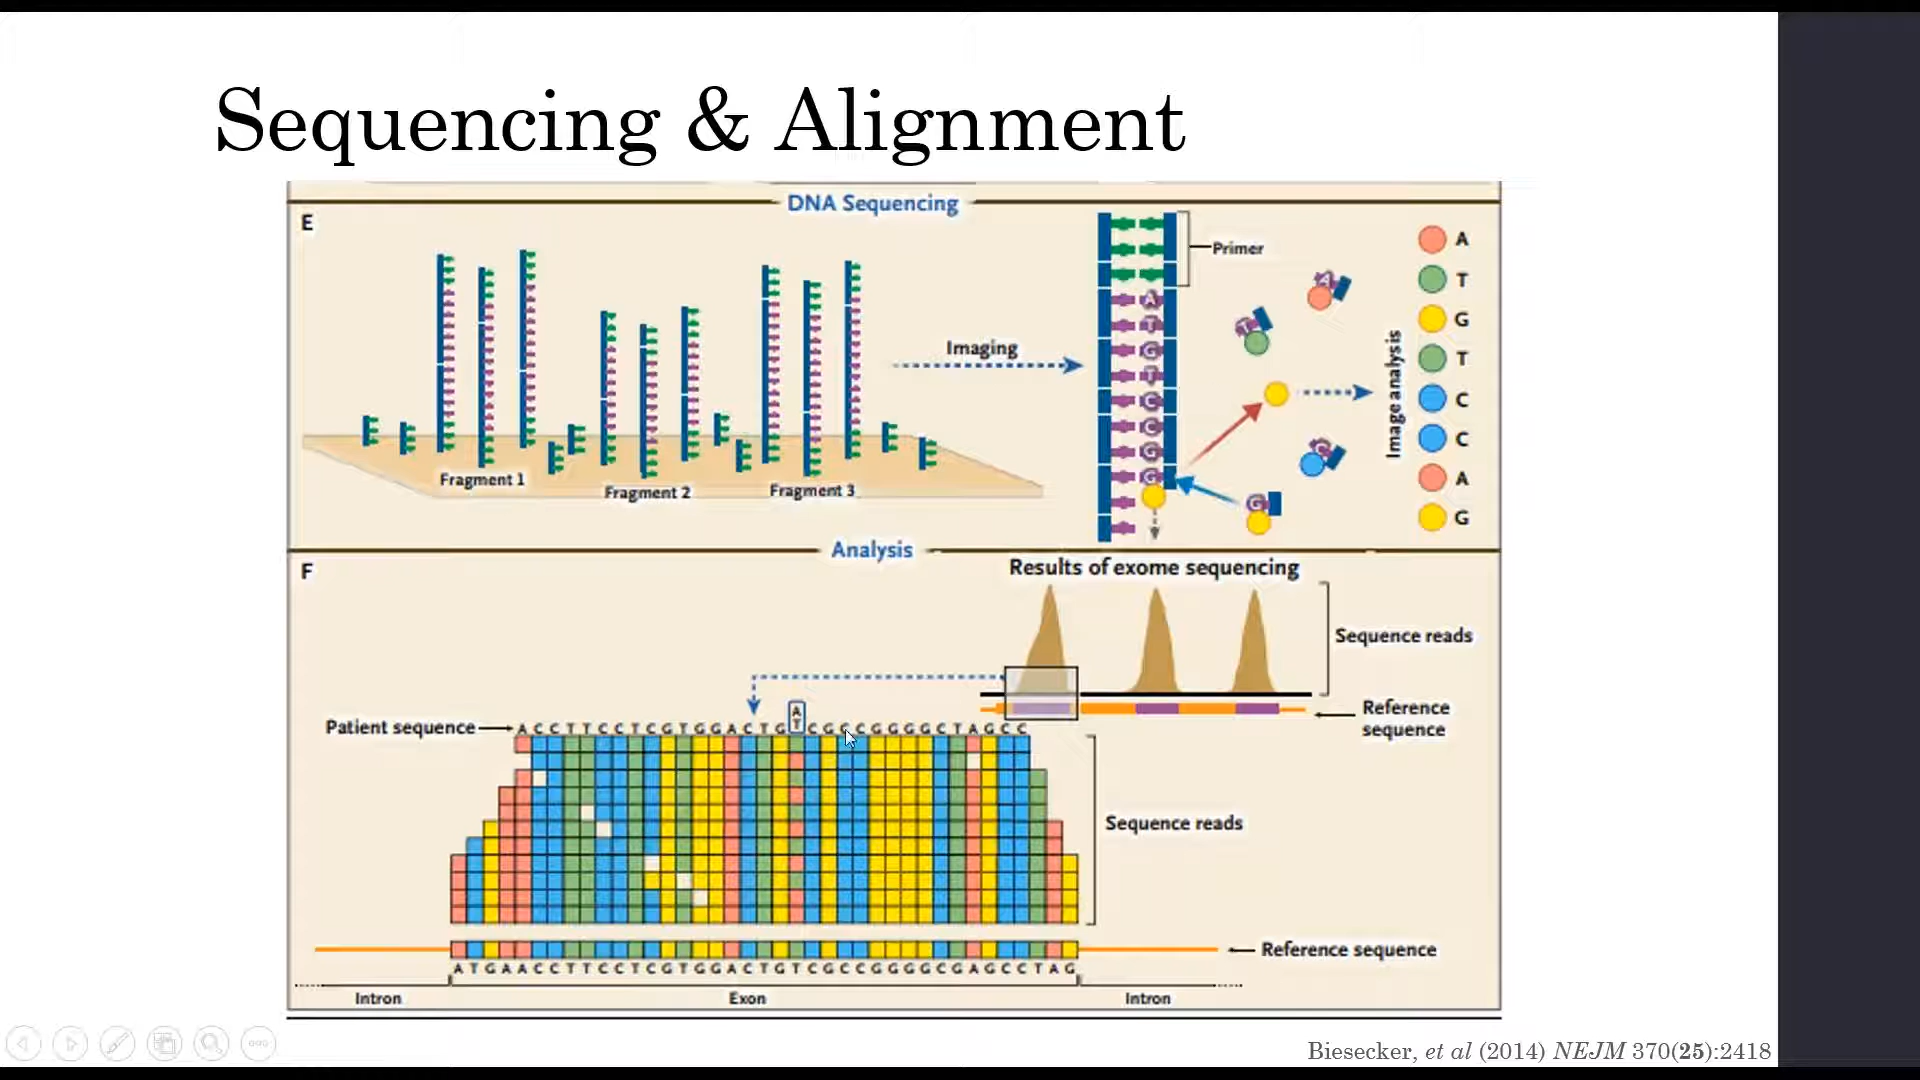 Sequencing & Alignment
DNA Sequencing
E
Primer
A
T
G
T
C
C
G
G
A
T
C
G
Imaging
Image analysis
A
T
G
T
C
C
A
G
Fragment 1
Fragment 2
Fragment 3
Analysis
F
Results of exome sequencing
Sequence reads
Reference
sequence
A
T
Patient sequence
A C C T T C C T C G T G G A C T G C G C C G G G G C T A G C C
Sequence reads
Reference sequence
A T G A A C C T T C C T C G T G G A C T G T C G C C G G G G C G A G C C T A G
Intron
Exon
Intron
Biesecker, et al (2014) NEJM 370(25):2418